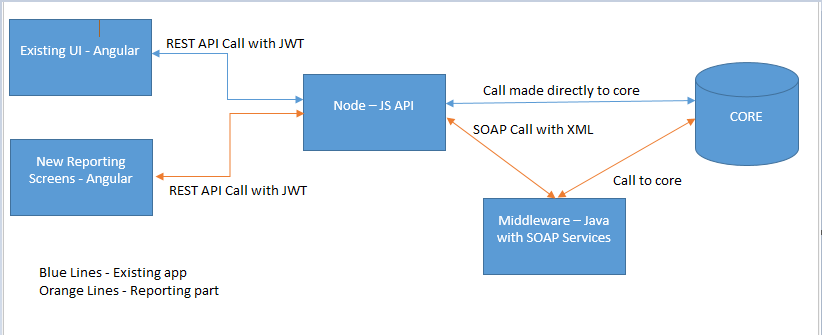 Existing UI - Angular
REST API Call with JWT
Node – JS API
Call made directly to core
CORE
SOAP Call with XML
New Reporting
Screens - Angular
REST API Call with JWT
Call to core
Middleware – Java
with SOAP Services
Blue Lines - Existing app
Orange Lines - Reporting part